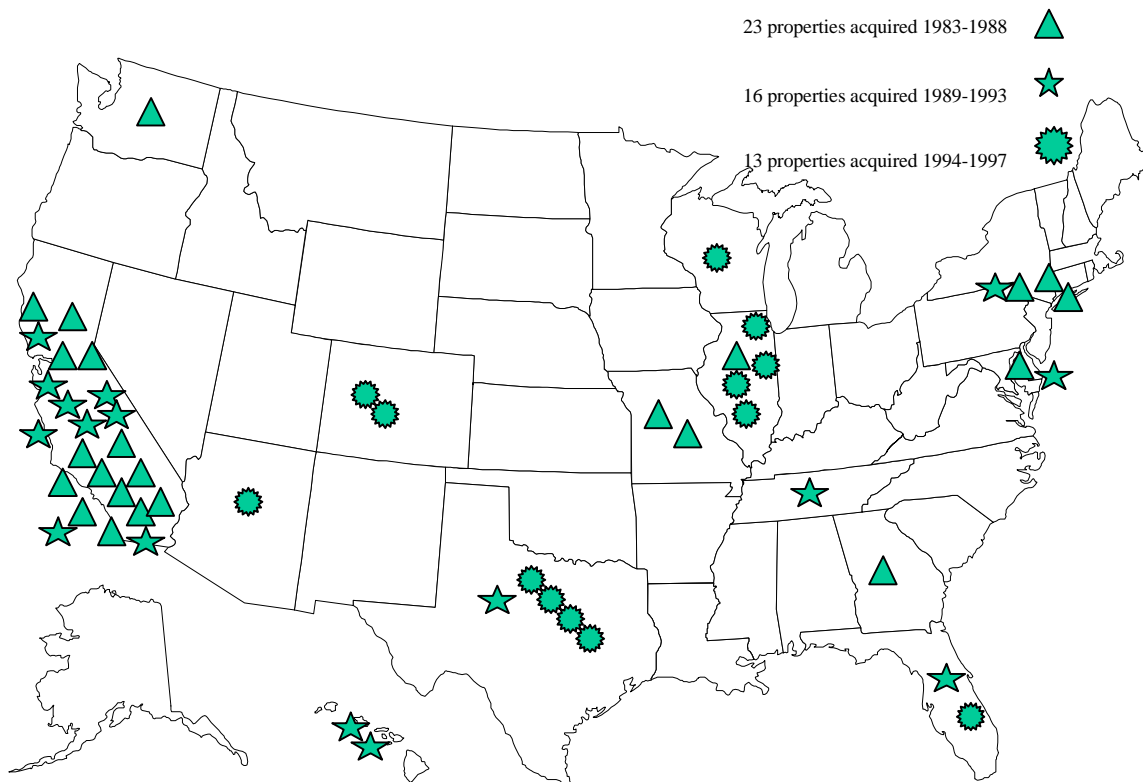 23 properties acquired 1983-1988
16 properties acquired 1989-1993
13 properties acquired 1994-1997